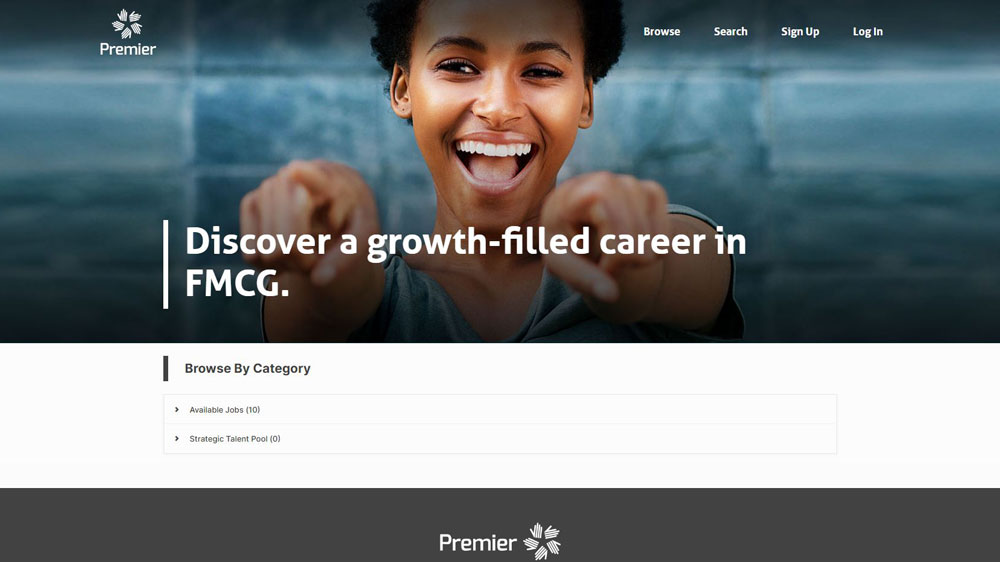 Premier
Browse
Search
Sign Up
Log In
Discover a growth-filled career in
FMCG.
Browse By Category
Available Jobs (10)
Strategic Talent Pool (0)
Premier